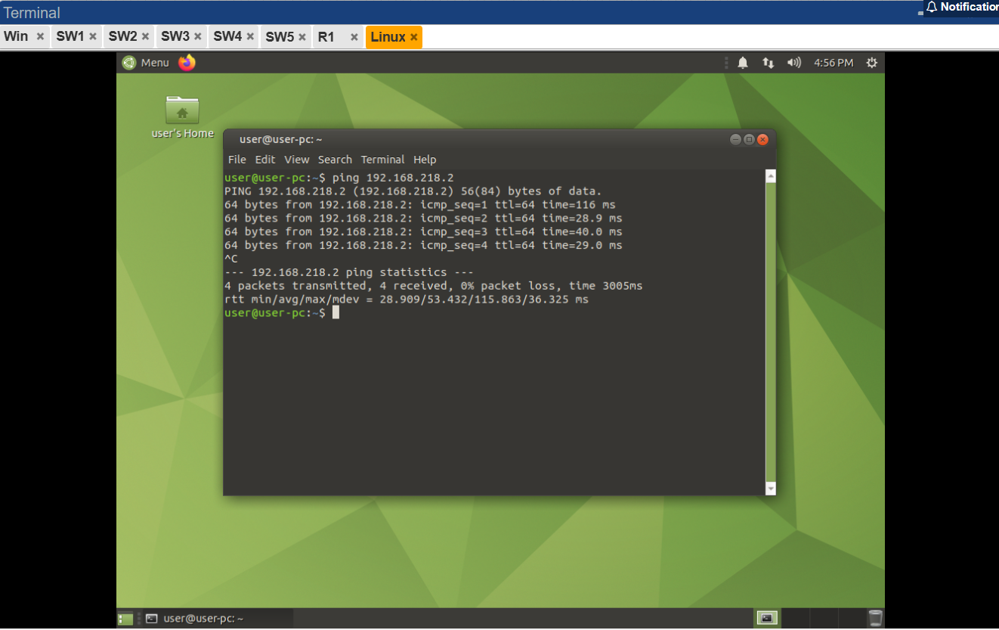 Terminal
Notification
Win × SW1 × SW2 × SW3 × SW4 × SW5 × R1 × Linux ×
Menu
4:56 PM
user's Home
user@user-pc: ~
File Edit View Search Terminal Help
user@user-pc:~$ ping 192.168.218.2
PING 192.168.218.2 (192.168.218.2) 56(84) bytes of data.
64 bytes from 192.168.218.2: icmp_seq=1 ttl=64 time=116 ms
64 bytes from 192.168.218.2: icmp_seq=2 ttl=64 time=28.9 ms
64 bytes from 192.168.218.2: icmp_seq=3 ttl=64 time=40.0 ms
64 bytes from 192.168.218.2: icmp_seq=4 ttl=64 time=29.0 ms
^C
--- 192.168.218.2 ping statistics ---
4 packets transmitted, 4 received, 0% packet loss, time 3005ms
rtt min/avg/max/mdev = 28.909/53.432/115.863/36.325 ms
user@user-pc:~$
user@user-pc: ~